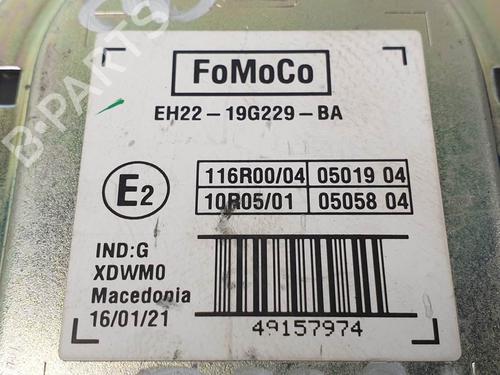 B-PARTS
FoMoCo
EH22-19G229-BA
E2
116R00/04 05019 04
10R05/01 05058 04
IND:G
XDWM0
Macedonia
16/01/21
49157974